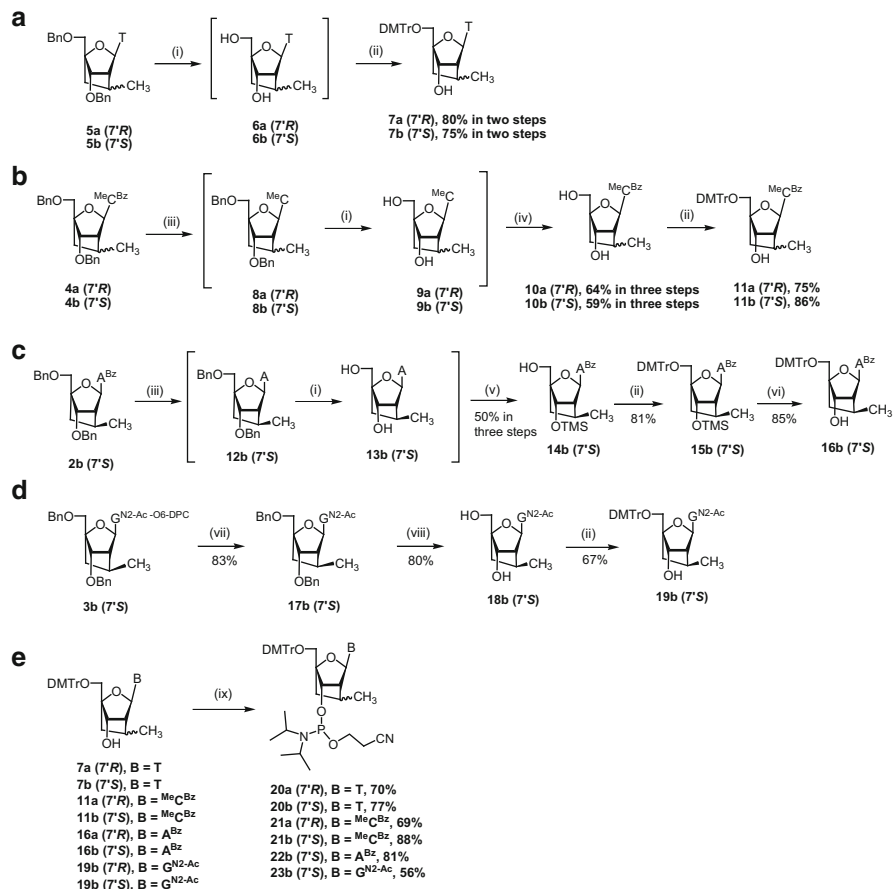 a
BnO T (i) HO T (ii) DMTrO T
O O O
CH3 CH3 CH3
OBn OH OH
5a (7'R) 6a (7'R) 7a (7'R), 80% in two steps
5b (7'S) 6b (7'S) 7b (7'S), 75% in two steps
b
BnO MeCBz (iii) BnO MeC (i) HO MeC (iv) HO MeCBz (ii) DMTrO MeCBz
O O O O O
CH3 CH3 CH3 CH3 CH3
OBn OBn OH OH OH
4a (7'R) 8a (7'R) 9a (7'R) 10a (7'R), 64% in three steps 11a (7'R), 75%
4b (7'S) 8b (7'S) 9b (7'S) 10b (7'S), 59% in three steps 11b (7'S), 86%
c
BnO ABz (iii) BnO A (i) HO A (v) HO ABz (ii) DMTrO ABz (vi) DMTrO ABz
O O O O O O
50% in three steps 81% 85%
CH3 CH3 CH3 CH3 CH3 CH3
OBn OBn OH OTMS OTMS OH
2b (7'S) 12b (7'S) 13b (7'S) 14b (7'S) 15b (7'S) 16b (7'S)
d
BnO GN2-Ac -O6-DPC (vii) BnO GN2-Ac (viii) HO GN2-Ac (ii) DMTrO GN2-Ac
O O O O
83% 80% 67%
CH3 CH3 CH3 CH3
OBn OBn OH OH
3b (7'S) 17b (7'S) 18b (7'S) 19b (7'S)
e
DMTrO B (ix) DMTrO B
O O
CH3 CH3
OH O
N P O CN
7a (7'R), B = T
7b (7'S), B = T
11a (7'R), B = MeCBz
11b (7'S), B = MeCBz
16a (7'R), B = ABz
16b (7'S), B = ABz
19b (7'R), B = GN2-Ac
19b (7'S), B = GN2-Ac
20a (7'R), B = T, 70%
20b (7'S), B = T, 77%
21a (7'R), B = MeCBz, 69%
21b (7'S), B = MeCBz, 88%
22b (7'S), B = ABz, 81%
23b (7'S), B = GN2-Ac, 56%